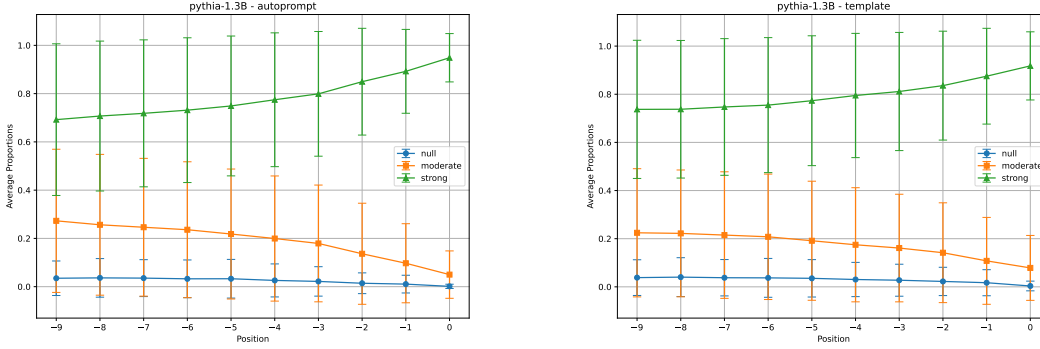 pythia-1.3B - autoprompt
1.0
0.8
0.6
0.4
0.2
0.0
Average Proportions
null
moderate
strong
−9 −8 −7 −6 −5 −4 −3 −2 −1 0
Position
pythia-1.3B - template
1.0
0.8
0.6
0.4
0.2
0.0
Average Proportions
null
moderate
strong
−9 −8 −7 −6 −5 −4 −3 −2 −1 0
Position